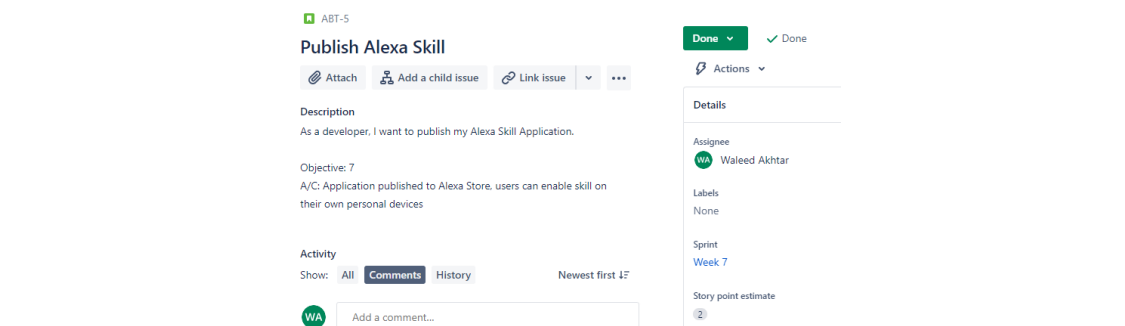 ABT-5
Publish Alexa Skill
Attach
Add a child issue
Link issue
Description
As a developer, I want to publish my Alexa Skill Application.
Objective: 7
A/C: Application published to Alexa Store, users can enable skill on
their own personal devices
Activity
Show: All Comments History Newest first
WA Add a comment...
Done Done
Actions
Details
Assignee
WA Waleed Akhtar
Labels
None
Sprint
Week 7
Story point estimate
2